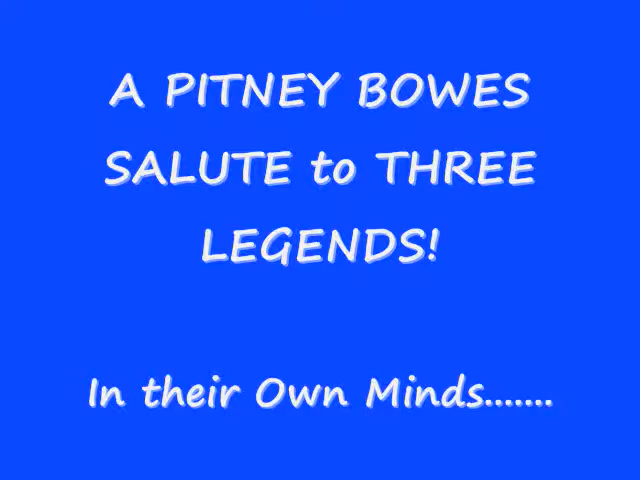 A PITNEY BOWES
SALUTE to THREE
LEGENDS!
In their Own Minds.......